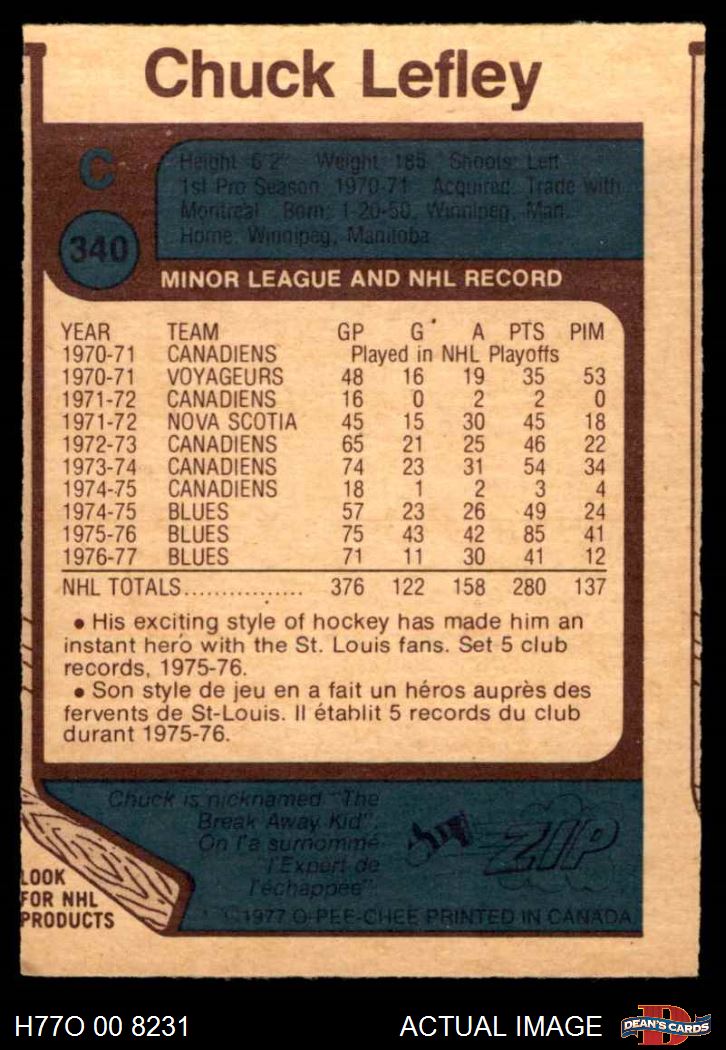 Chuck Lefley
C
Height: 6'2" Weight: 185 Shoots: Left
1st Pro Season: 1970-71 Acquired: Trade with
Montreal Born: 1-20-50, Winnipeg, Man.
Home: Winnipeg, Manitoba
340
MINOR LEAGUE AND NHL RECORD
YEAR TEAM GP G A PTS PIM
1970-71 CANADIENS Played in NHL Playoffs
1970-71 VOYAGEURS 48 16 19 35 53
1971-72 CANADIENS 16 0 2 2 0
1971-72 NOVA SCOTIA 45 15 30 45 18
1972-73 CANADIENS 65 21 25 46 22
1973-74 CANADIENS 74 23 31 54 34
1974-75 CANADIENS 18 1 2 3 4
1974-75 BLUES 57 23 26 49 24
1975-76 BLUES 75 43 42 85 41
1976-77 BLUES 71 11 30 41 12
NHL TOTALS................ 376 122 158 280 137
• His exciting style of hockey has made him an
instant hero with the St. Louis fans. Set 5 club
records, 1975-76.
• Son style de jeu en a fait un héros auprès des
fervents de St-Louis. Il établit 5 records du club
durant 1975-76.
Chuck is nicknamed "The
Break Away Kid".
On l'a surnommé
"l'Expert de
l'échappée".
ZIP
LOOK
FOR NHL
PRODUCTS
©1977 O-PEE-CHEE PRINTED IN CANADA
H77O 00 8231
ACTUAL IMAGE
D
DEAN'S CARDS